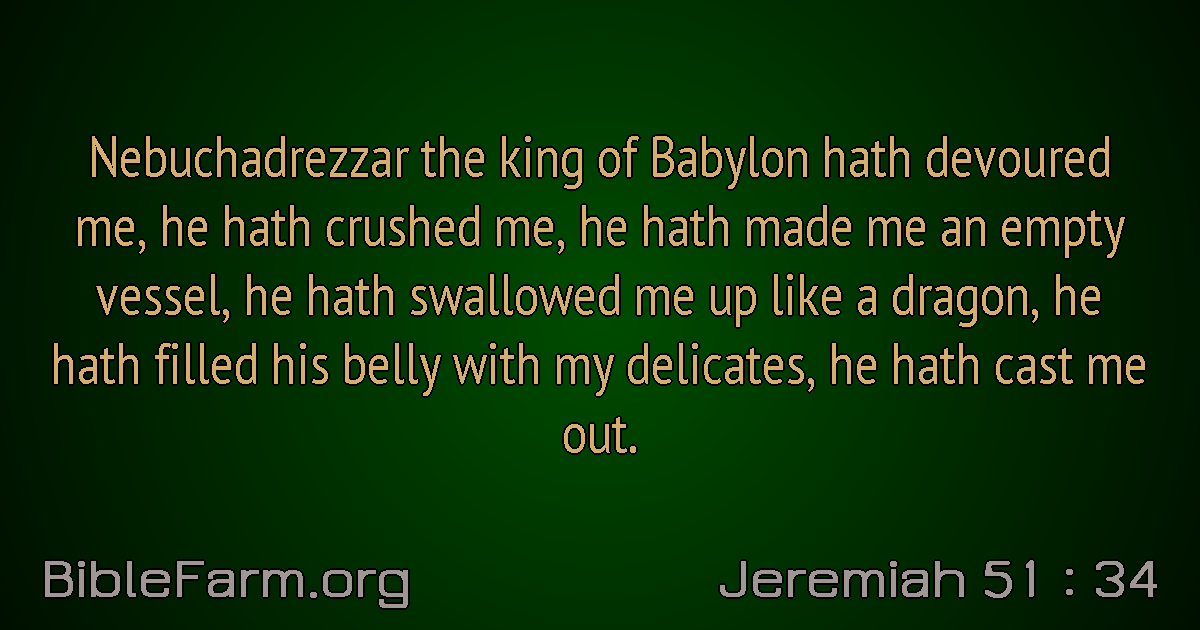 Nebuchadrezzar the king of Babylon hath devoured
me, he hath crushed me, he hath made me an empty
vessel, he hath swallowed me up like a dragon, he
hath filled his belly with my delicates, he hath cast me
out.
BibleFarm.org
Jeremiah 51 : 34